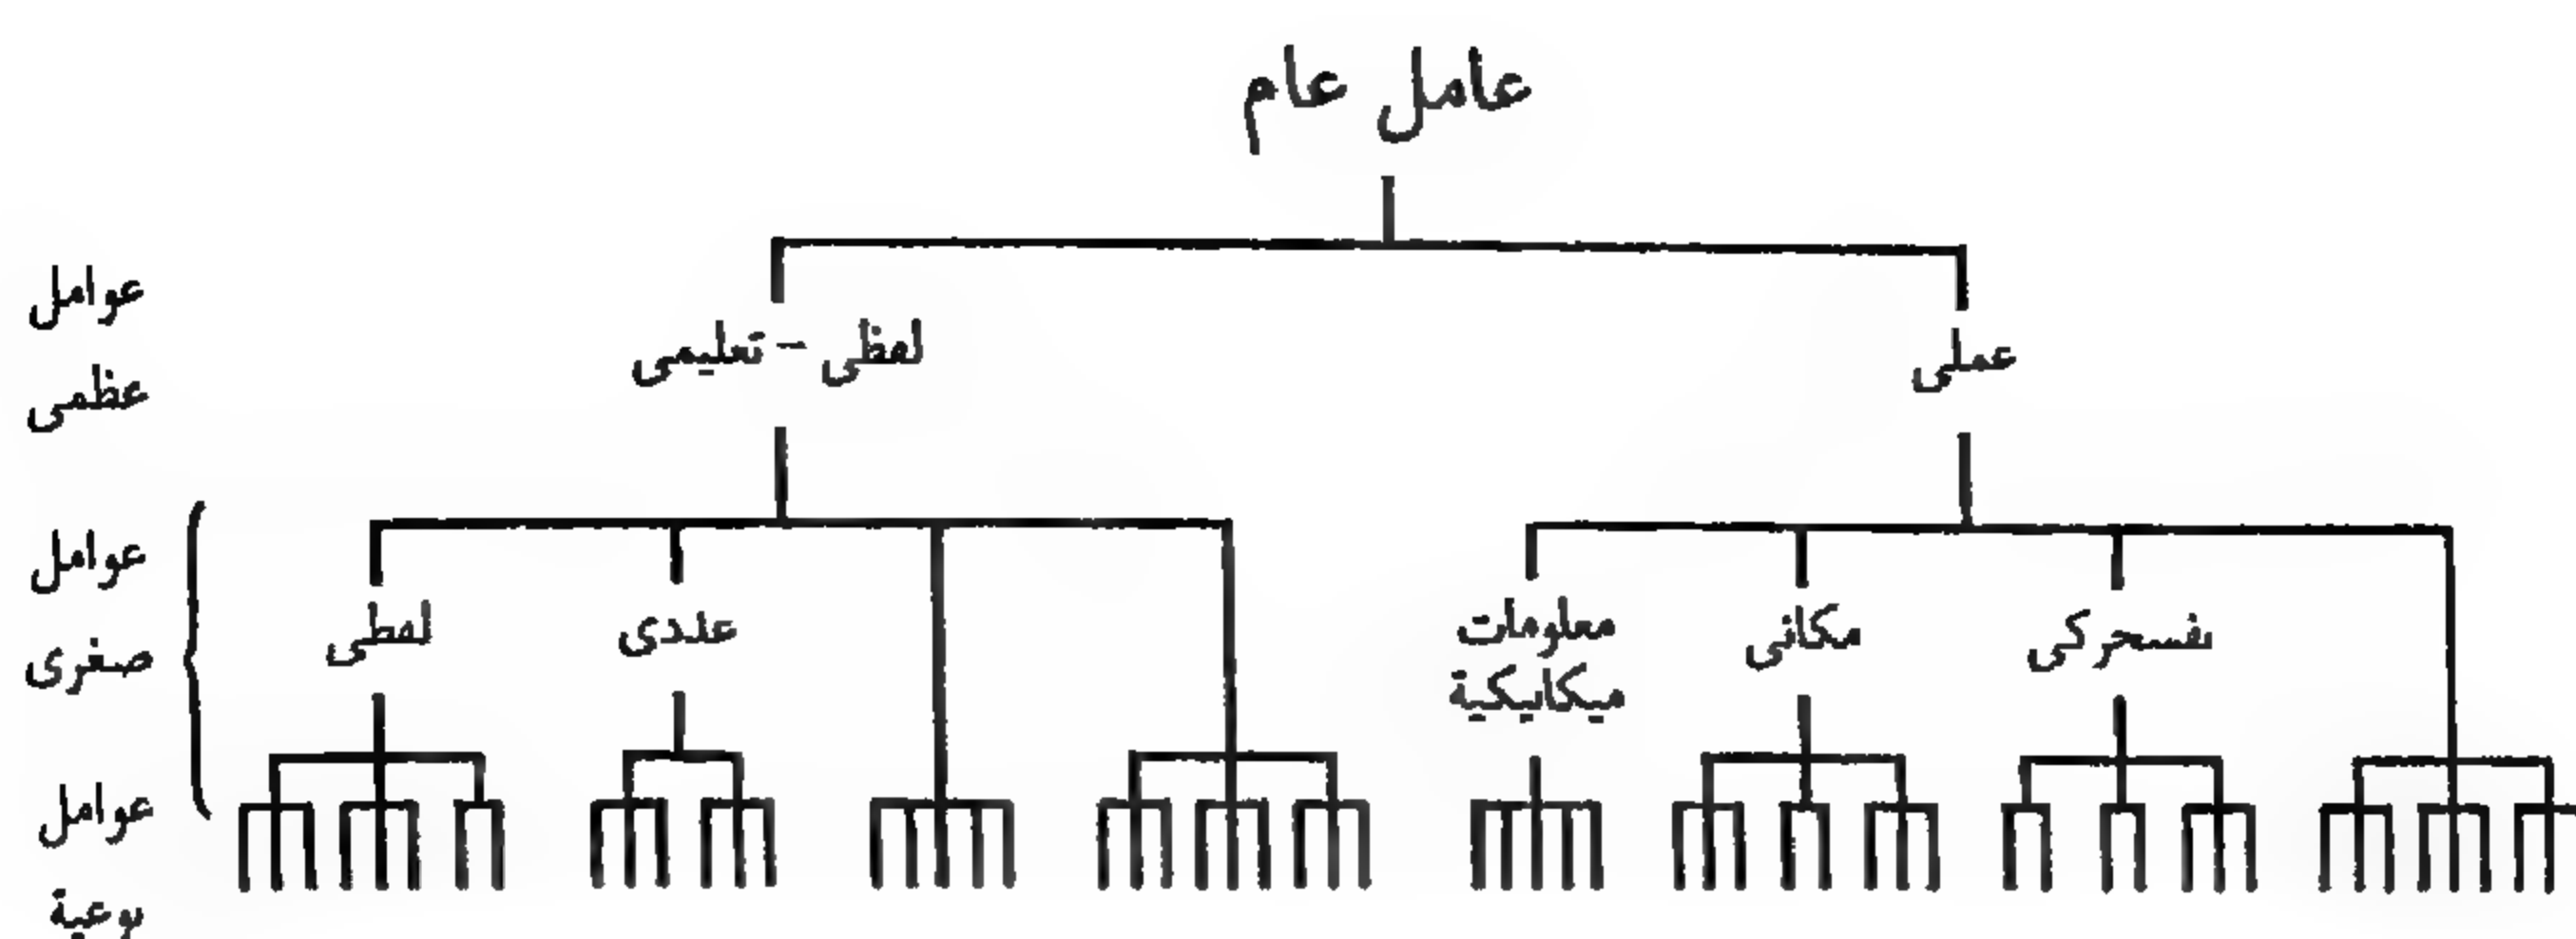 عامل عام
عوامل
عظمى
لفظى - تعليمى
عملى
عوامل
صغرى
لفظى
عددى
معلومات
ميكانيكية
مكانى
نفسحركى
عوامل
نوعية